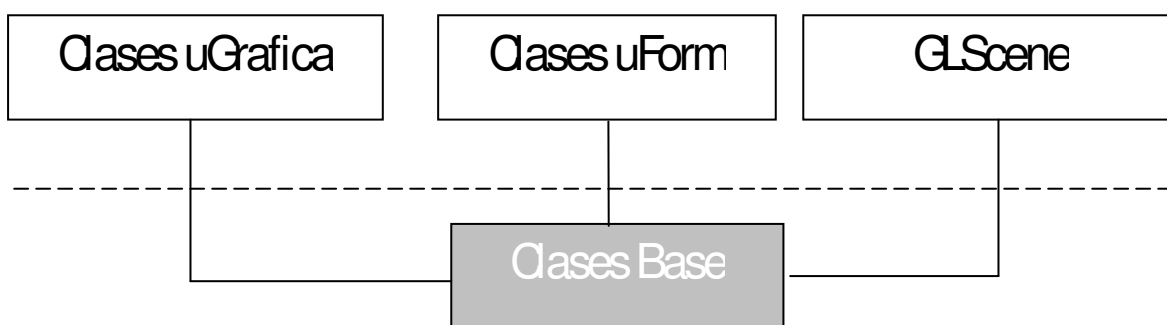 Clases uGrafica
Clases uForm
GLScene
Clases Base